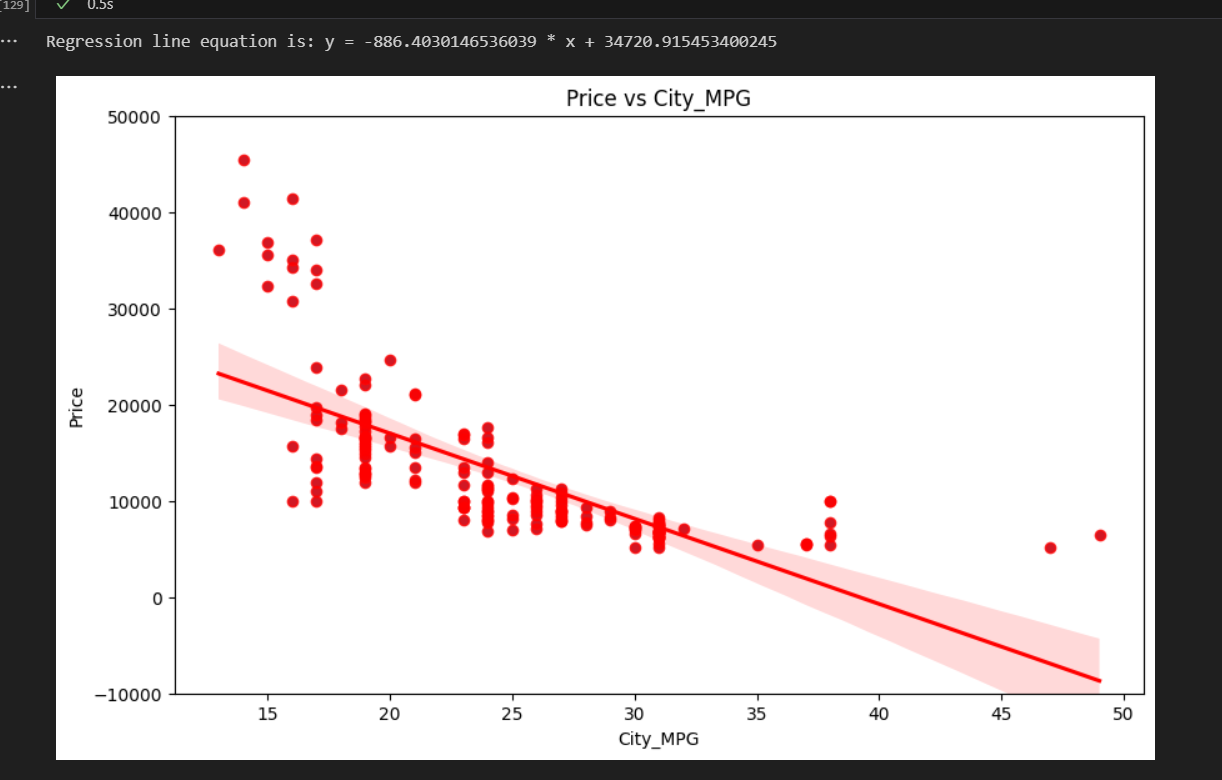 [129]
✓ 0.5s
... Regression line equation is: y = -886.4030146536039 * x + 34720.915453400245
...
Price vs City_MPG
50000
40000
30000
20000
10000
0
−10000
Price
15 20 25 30 35 40 45 50
City_MPG